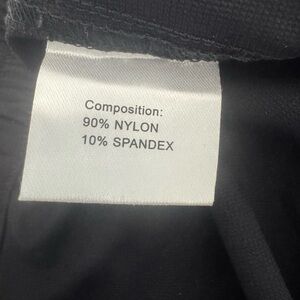 Composition:
90% NYLON
10% SPANDEX